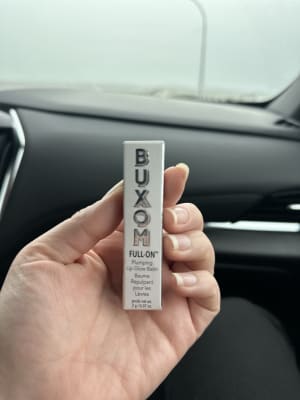 BUXOM
FULL-ON™
Plumping
Lip Glow Balm
Baume
Repulpant
pour les
Lèvres